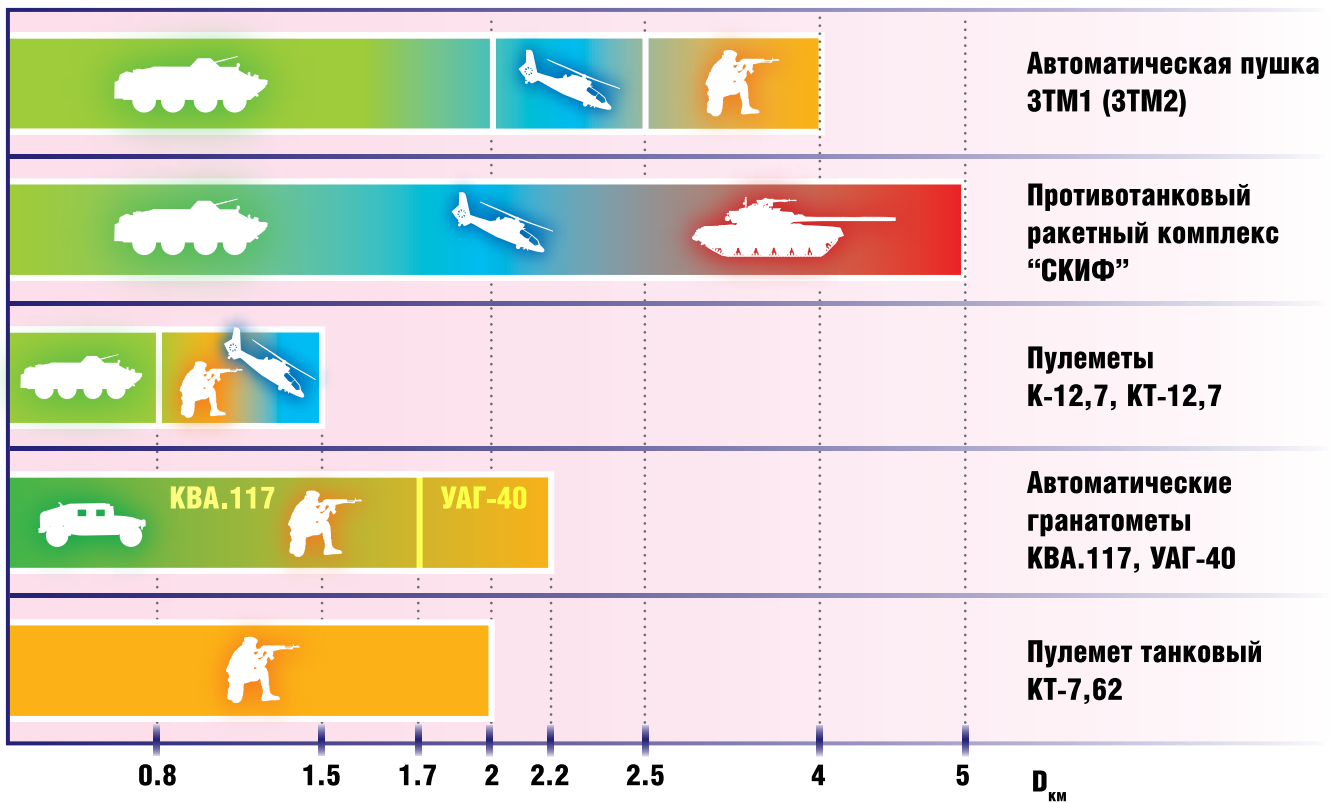 Автоматическая пушка
ЗТМ1 (ЗТМ2)
Противотанковый
ракетный комплекс
“СКИФ”
Пулеметы
К-12,7, КТ-12,7
КВА.117
УАГ-40
Автоматические
гранатометы
КВА.117, УАГ-40
Пулемет танковый
КТ-7,62
0.8 1.5 1.7 2 2.2 2.5 4 5 Dкм